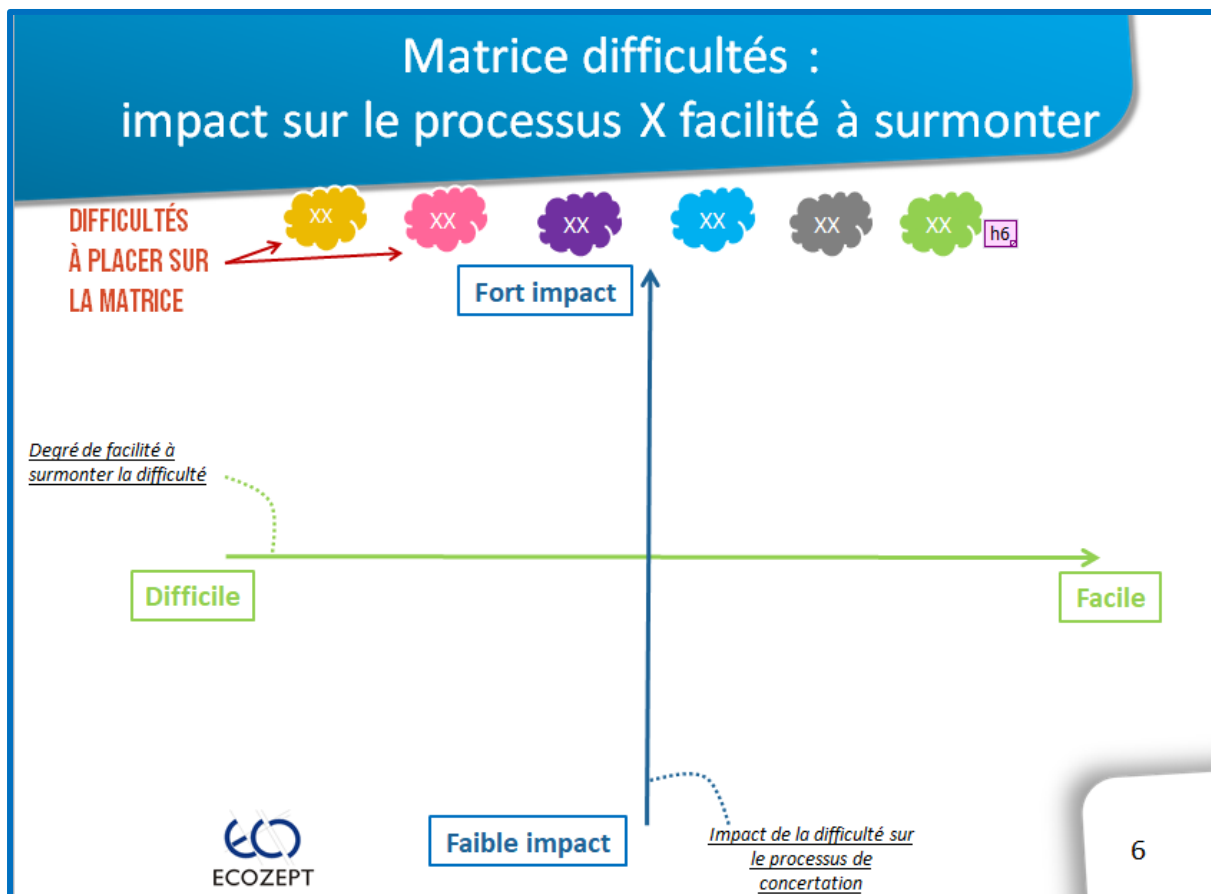 Matrice difficultés :
impact sur le processus X facilité à surmonter
DIFFICULTÉS
À PLACER SUR
LA MATRICE
XX
XX
XX
XX
XX
XX
h6
Fort impact
Degré de facilité à
surmonter la difficulté
Difficile
Facile
Faible impact
Impact de la difficulté sur
le processus de
concertation
ECO
ECOZEPT
6